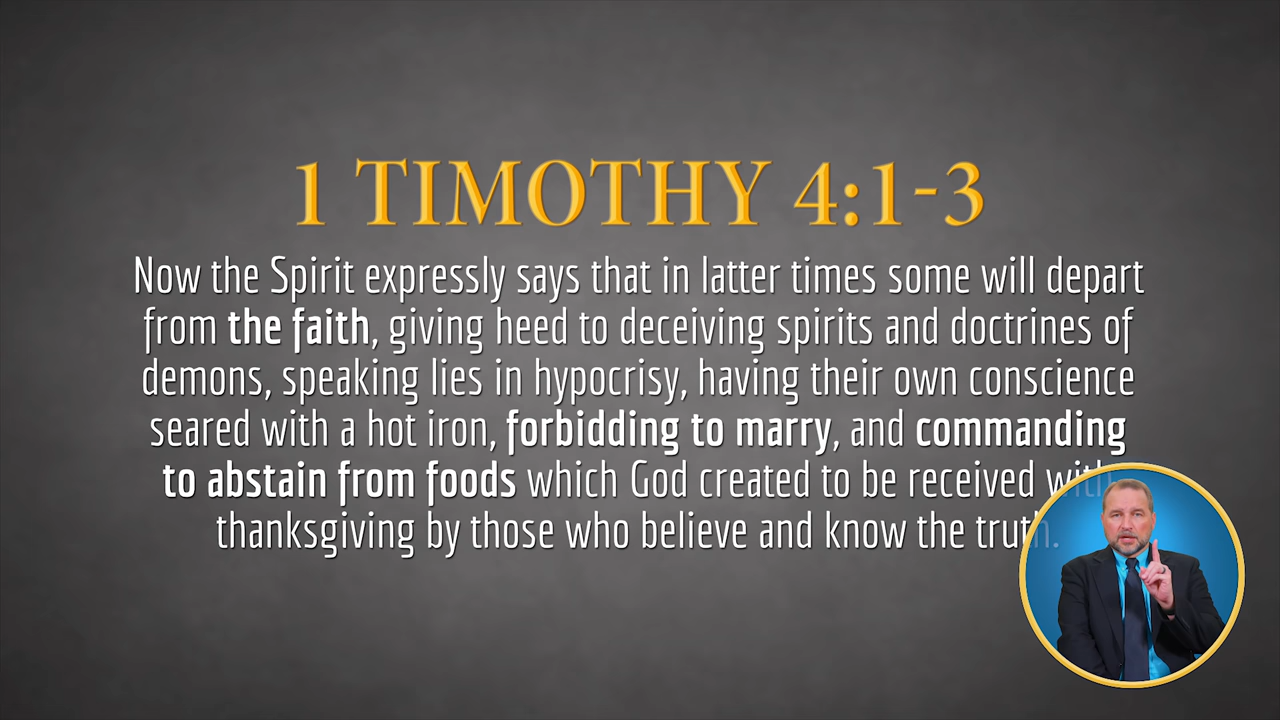 1 TIMOTHY 4:1-3
Now the Spirit expressly says that in latter times some will depart
from the faith, giving heed to deceiving spirits and doctrines of
demons, speaking lies in hypocrisy, having their own conscience
seared with a hot iron, forbidding to marry, and commanding
to abstain from foods which God created to be received with
thanksgiving by those who believe and know the truth.